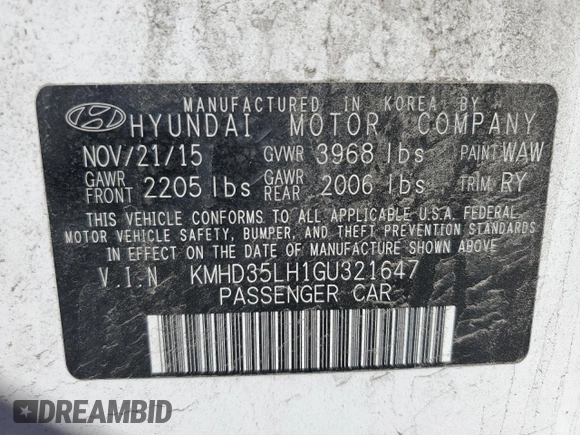 MANUFACTURED IN KOREA BY
HYUNDAI MOTOR COMPANY
NOV/21/15 GVWR 3968 lbs PAINT WAW
GAWR FRONT 2205 lbs GAWR REAR 2006 lbs TRIM RY
THIS VEHICLE CONFORMS TO ALL APPLICABLE U.S.A. FEDERAL
MOTOR VEHICLE SAFETY, BUMPER, AND THEFT PREVENTION STANDARDS
IN EFFECT ON THE DATE OF MANUFACTURE SHOWN ABOVE.
V.I.N KMHD35LH1GU321647
PASSENGER CAR
DREAMBID